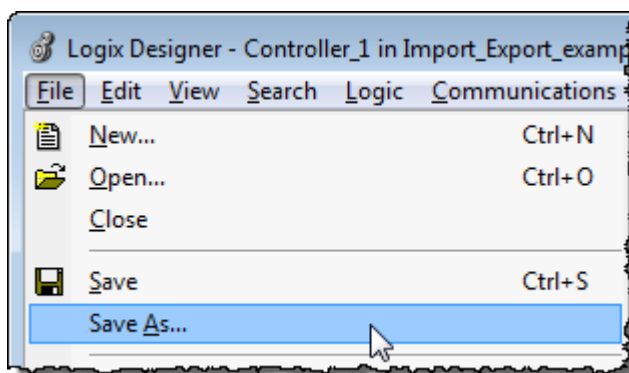 Logix Designer - Controller_1 in Import_Export_examp
File Edit View Search Logic Communications
New... Ctrl+N
Open... Ctrl+O
Close
Save Ctrl+S
Save As...